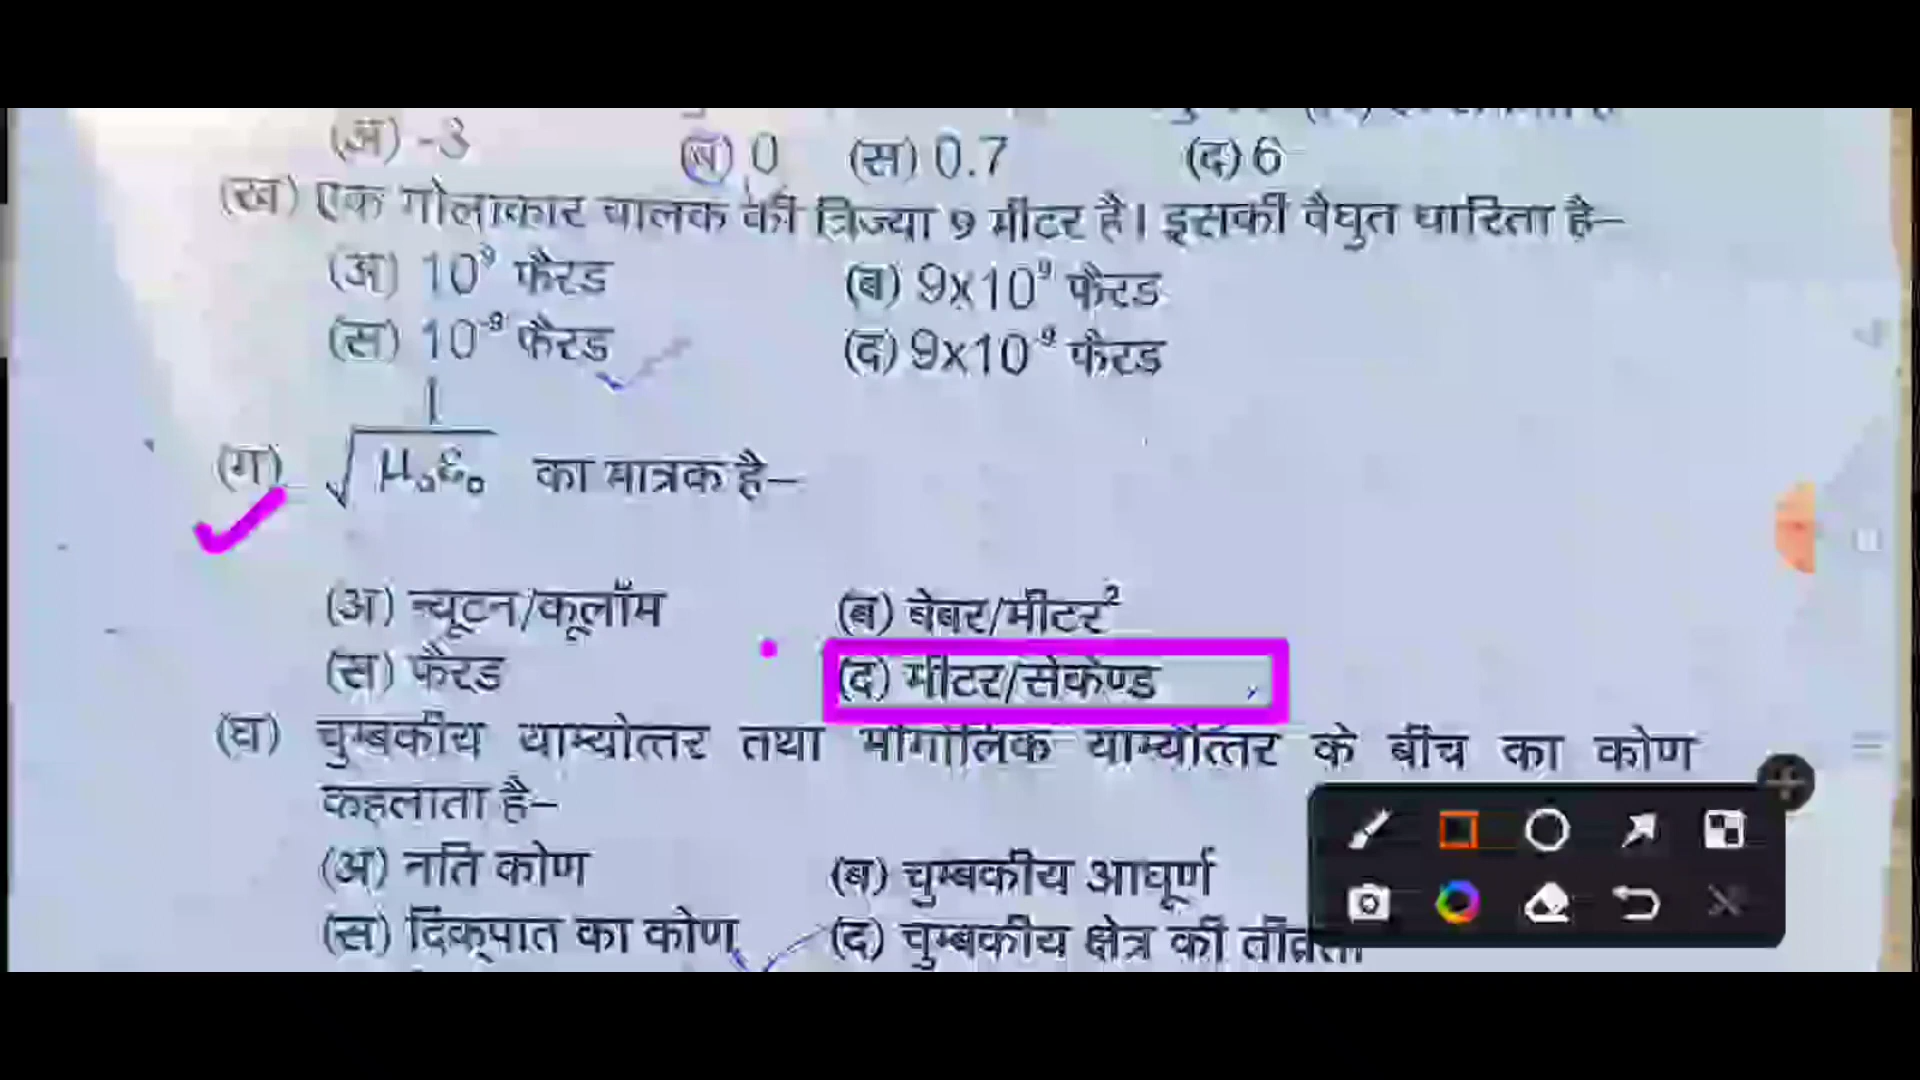 (अ) -3 (ब) 0 (स) 0.7 (द) 6
(ख) एक गोलाकार चालक की त्रिज्या 9 मीटर है। इसकी वैघुत धारिता है–
(अ) 10⁹ फैरड (ब) 9x10⁹ फैरड
(स) 10⁻⁹ फैरड (द) 9x10⁻⁹ फैरड
1
(ग) √μ₀ε₀ का मात्रक है–
(अ) न्यूटन/कूलॉम (ब) बेबर/मीटर²
(स) फैरड (द) मीटर/सेकेण्ड
(घ) चुम्बकीय याम्योत्तर तथा भौगोलिक याम्योत्तर के बीच का कोण
कहलाता है–
(अ) नति कोण (ब) चुम्बकीय आघूर्ण
(स) दिक्पात का कोण (द) चुम्बकीय क्षेत्र की